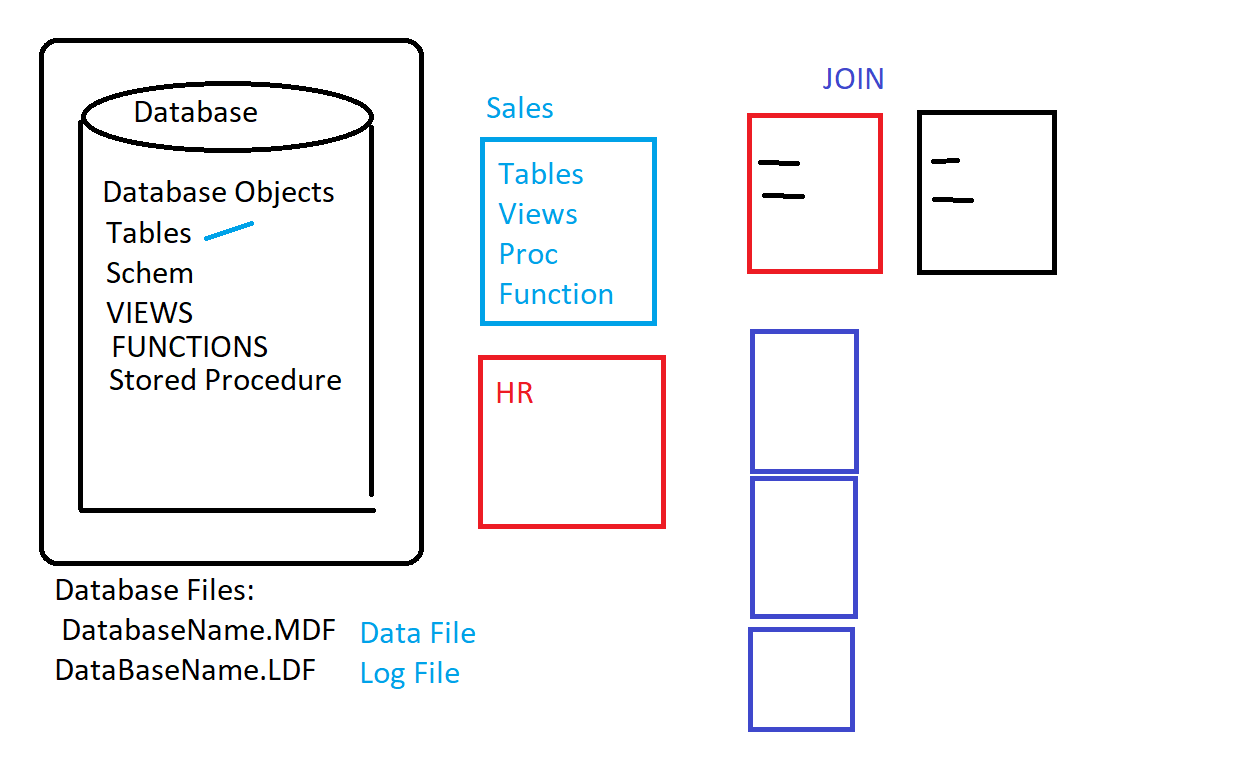 Database
Database Objects
Tables
Schem
VIEWS
FUNCTIONS
Stored Procedure
Database Files:
DatabaseName.MDF Data File
DataBaseName.LDF Log File
Sales
Tables
Views
Proc
Function
HR
JOIN